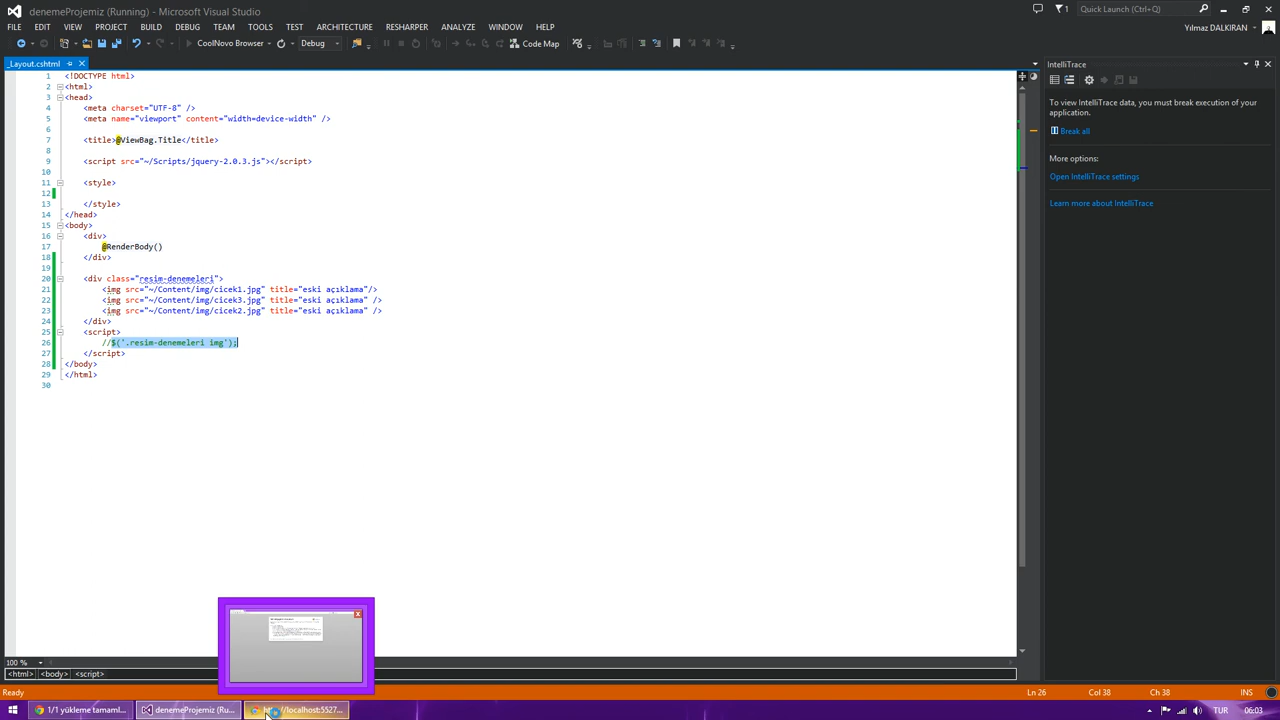 denemeProjemiz (Running) - Microsoft Visual Studio
1
Quick Launch (Ctrl+Q)
FILE EDIT VIEW PROJECT BUILD DEBUG TEAM TOOLS TEST ARCHITECTURE RESHARPER ANALYZE WINDOW HELP
Yılmaz DALKIRAN
CoolNovo Browser
Debug
Code Map
_Layout.cshtml
IntelliTrace
1 <!DOCTYPE html>
2 <html>
3 <head>
4 <meta charset="UTF-8" />
5 <meta name="viewport" content="width=device-width" />
6
7 <title>@ViewBag.Title</title>
8
9 <script src="~/Scripts/jquery-2.0.3.js"></script>
10
11 <style>
12
13 </style>
14 </head>
15 <body>
16 <div>
17 @RenderBody()
18 </div>
19
20 <div class="resim-denemeleri">
21 <img src="~/Content/img/cicek1.jpg" title="eski açıklama"/>
22 <img src="~/Content/img/cicek3.jpg" title="eski açıklama" />
23 <img src="~/Content/img/cicek2.jpg" title="eski açıklama" />
24 </div>
25 <script>
26 //$('.resim-denemeleri img');
27 </script>
28 </body>
29 </html>
30
To view IntelliTrace data, you must break execution of your
application.
Break all
More options:
Open IntelliTrace settings
Learn more about IntelliTrace
100 %
<html> <body> <script>
Ready
Ln 26 Col 38 Ch 38 INS
1/1 yükleme tamaml...
denemeProjemiz (Ru...
localhost:5527...
TUR
06:03